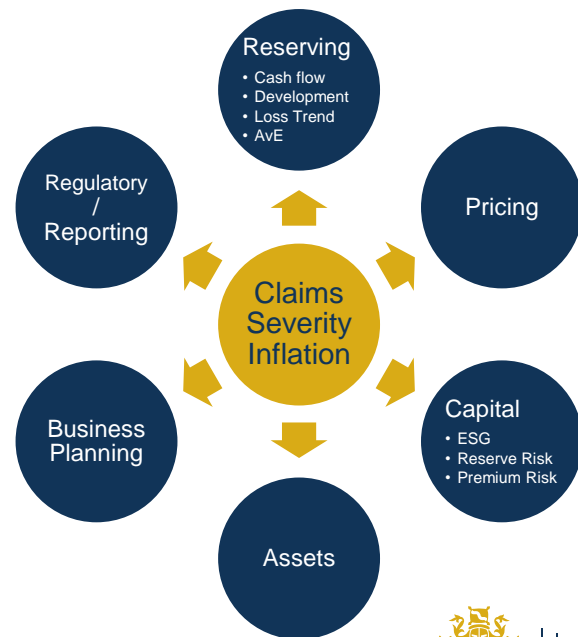 Reserving
• Cash flow
• Development
• Loss Trend
• AvE
Regulatory
/
Reporting
Pricing
Claims
Severity
Inflation
Business
Planning
Capital
• ESG
• Reserve Risk
• Premium Risk
Assets